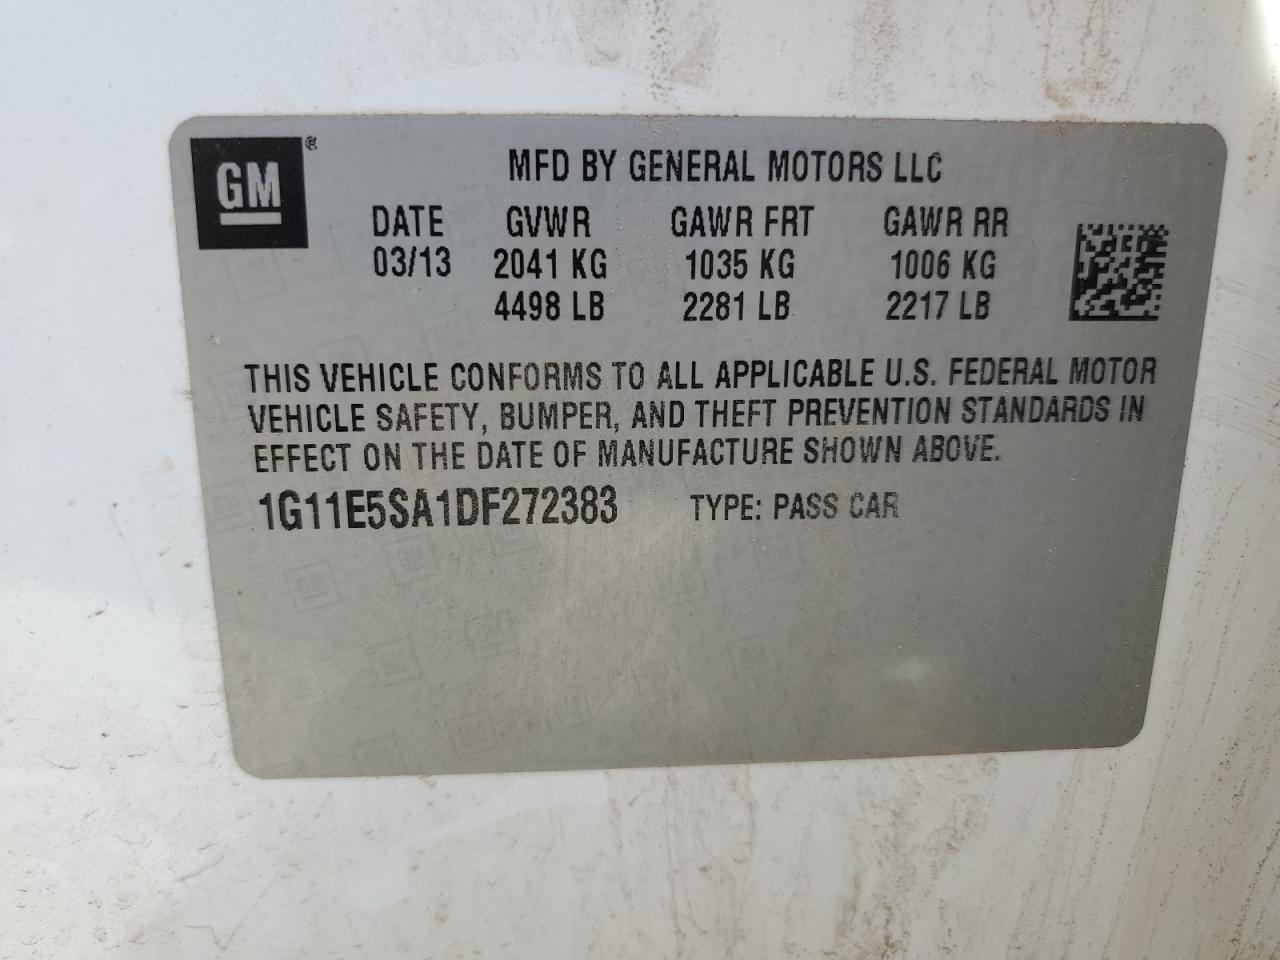 GM®
MFD BY GENERAL MOTORS LLC
DATE GVWR GAWR FRT GAWR RR
03/13 2041 KG 1035 KG 1006 KG
4498 LB 2281 LB 2217 LB
THIS VEHICLE CONFORMS TO ALL APPLICABLE U.S. FEDERAL MOTOR
VEHICLE SAFETY, BUMPER, AND THEFT PREVENTION STANDARDS IN
EFFECT ON THE DATE OF MANUFACTURE SHOWN ABOVE.
1G11E5SA1DF272383 TYPE: PASS CAR